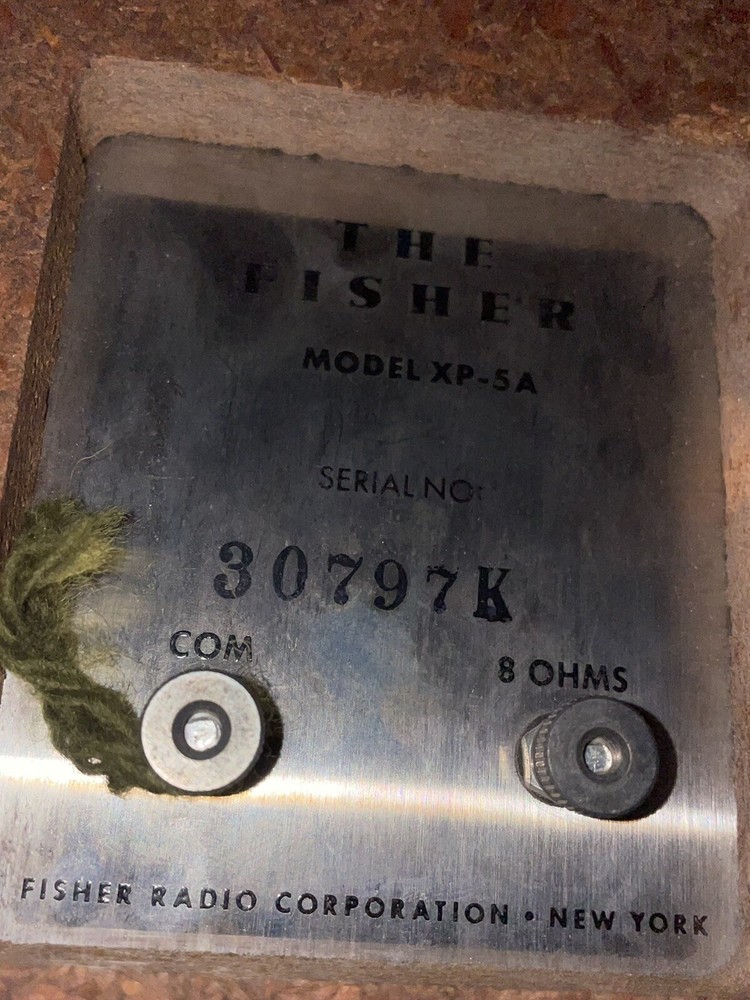 THE
FISHER
MODEL XP-5A
SERIAL NO:
30797K
COM
8 OHMS
FISHER RADIO CORPORATION • NEW YORK